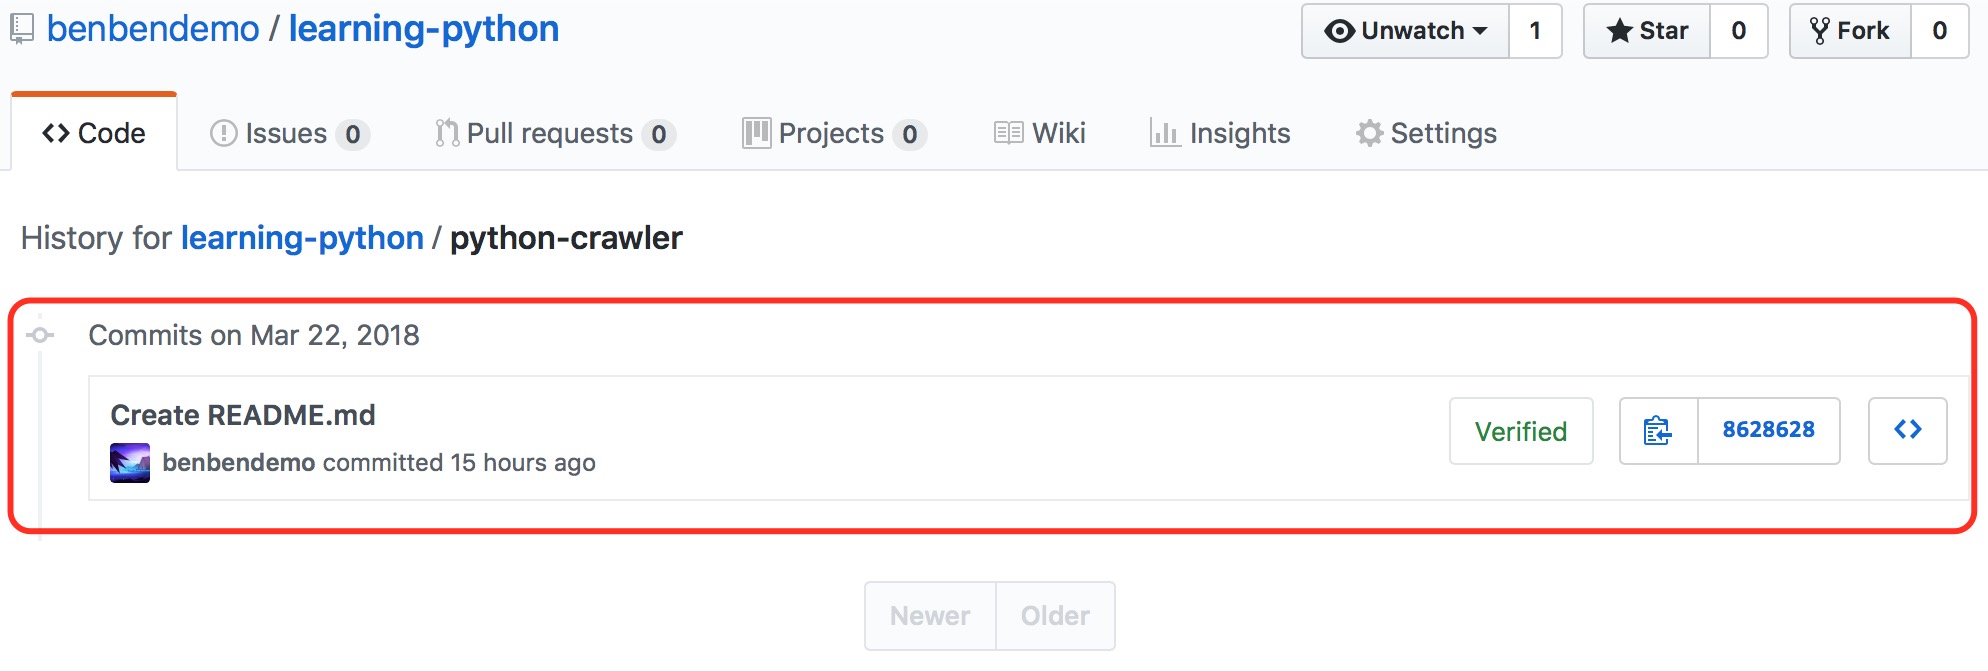 benbendemo / learning-python
Unwatch 1 Star 0 Fork 0
Code Issues 0 Pull requests 0 Projects 0 Wiki Insights Settings
History for learning-python / python-crawler
Commits on Mar 22, 2018
Create README.md
benbendemo committed 15 hours ago
Verified 8628628
Newer Older